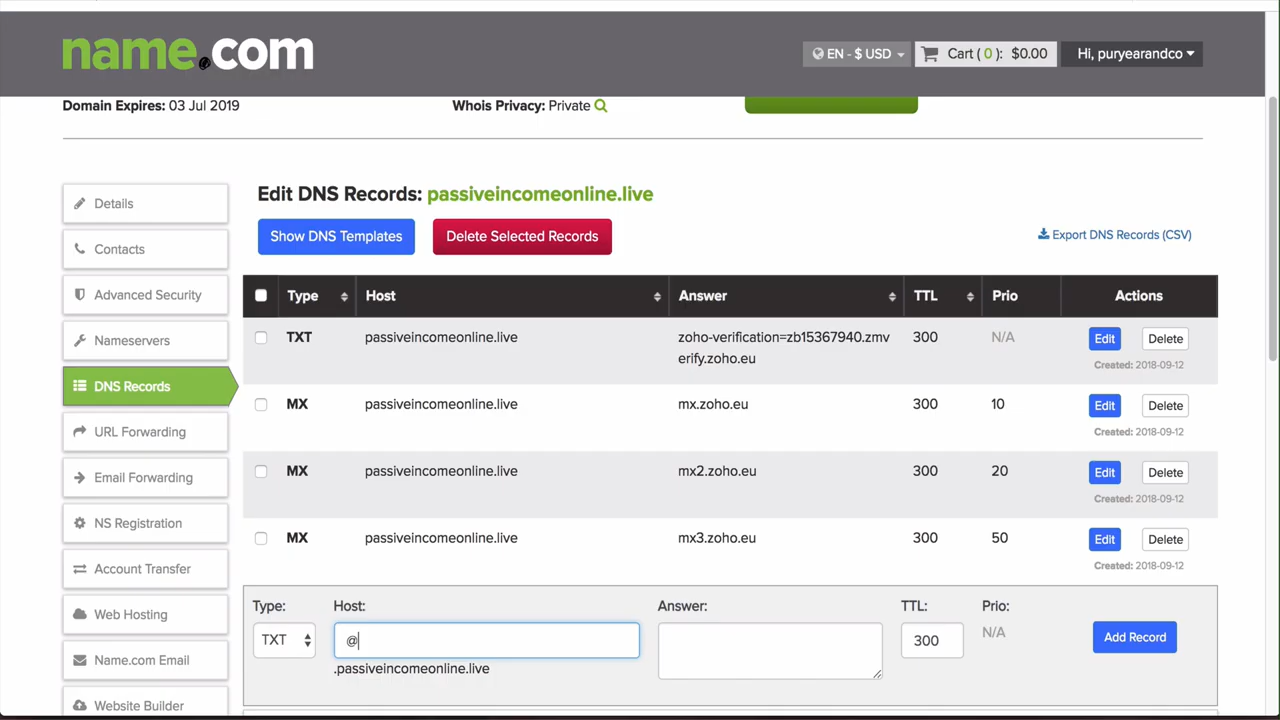 name.com
EN - $ USD
Cart ( 0 ): $0.00
Hi, puryearandco
Domain Expires: 03 Jul 2019
Whois Privacy: Private
Details
Contacts
Advanced Security
Nameservers
DNS Records
URL Forwarding
Email Forwarding
NS Registration
Account Transfer
Web Hosting
Name.com Email
Website Builder
Edit DNS Records: passiveincomeonline.live
Show DNS Templates
Delete Selected Records
Export DNS Records (CSV)
Type Host Answer TTL Prio Actions
TXT passiveincomeonline.live zoho-verification=zb15367940.zmv 300 N/A Edit Delete
erify.zoho.eu
Created: 2018-09-12
MX passiveincomeonline.live mx.zoho.eu 300 10 Edit Delete
Created: 2018-09-12
MX passiveincomeonline.live mx2.zoho.eu 300 20 Edit Delete
Created: 2018-09-12
MX passiveincomeonline.live mx3.zoho.eu 300 50 Edit Delete
Created: 2018-09-12
Type: Host: Answer: TTL: Prio:
TXT @ 300 N/A Add Record
.passiveincomeonline.live